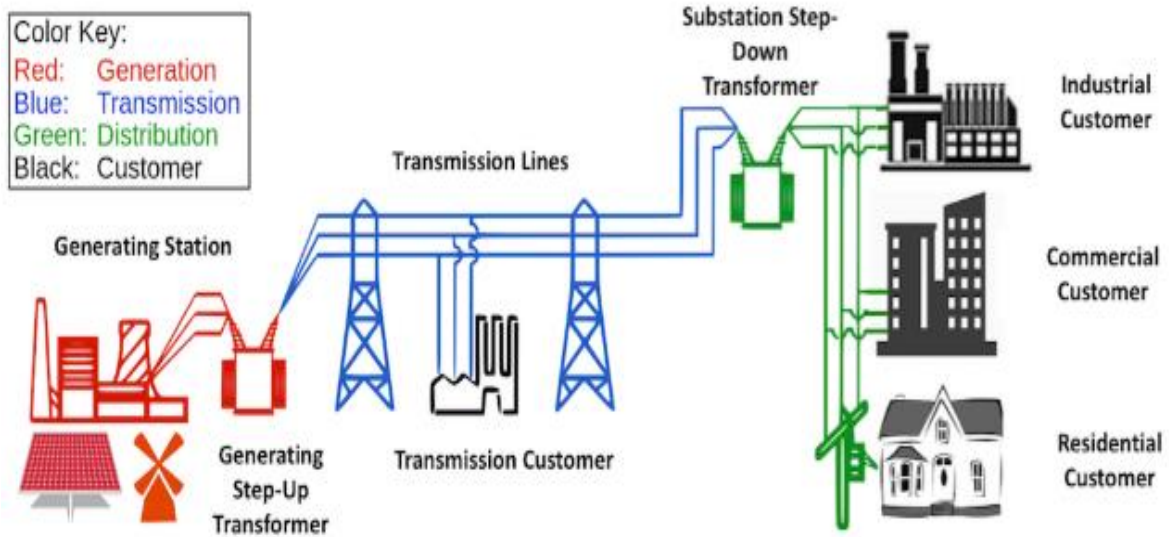 Color Key:
Red: Generation
Blue: Transmission
Green: Distribution
Black: Customer
Substation Step-
Down
Transformer
Industrial
Customer
Transmission Lines
Generating Station
Commercial
Customer
Generating
Step-Up
Transformer
Transmission Customer
Residential
Customer